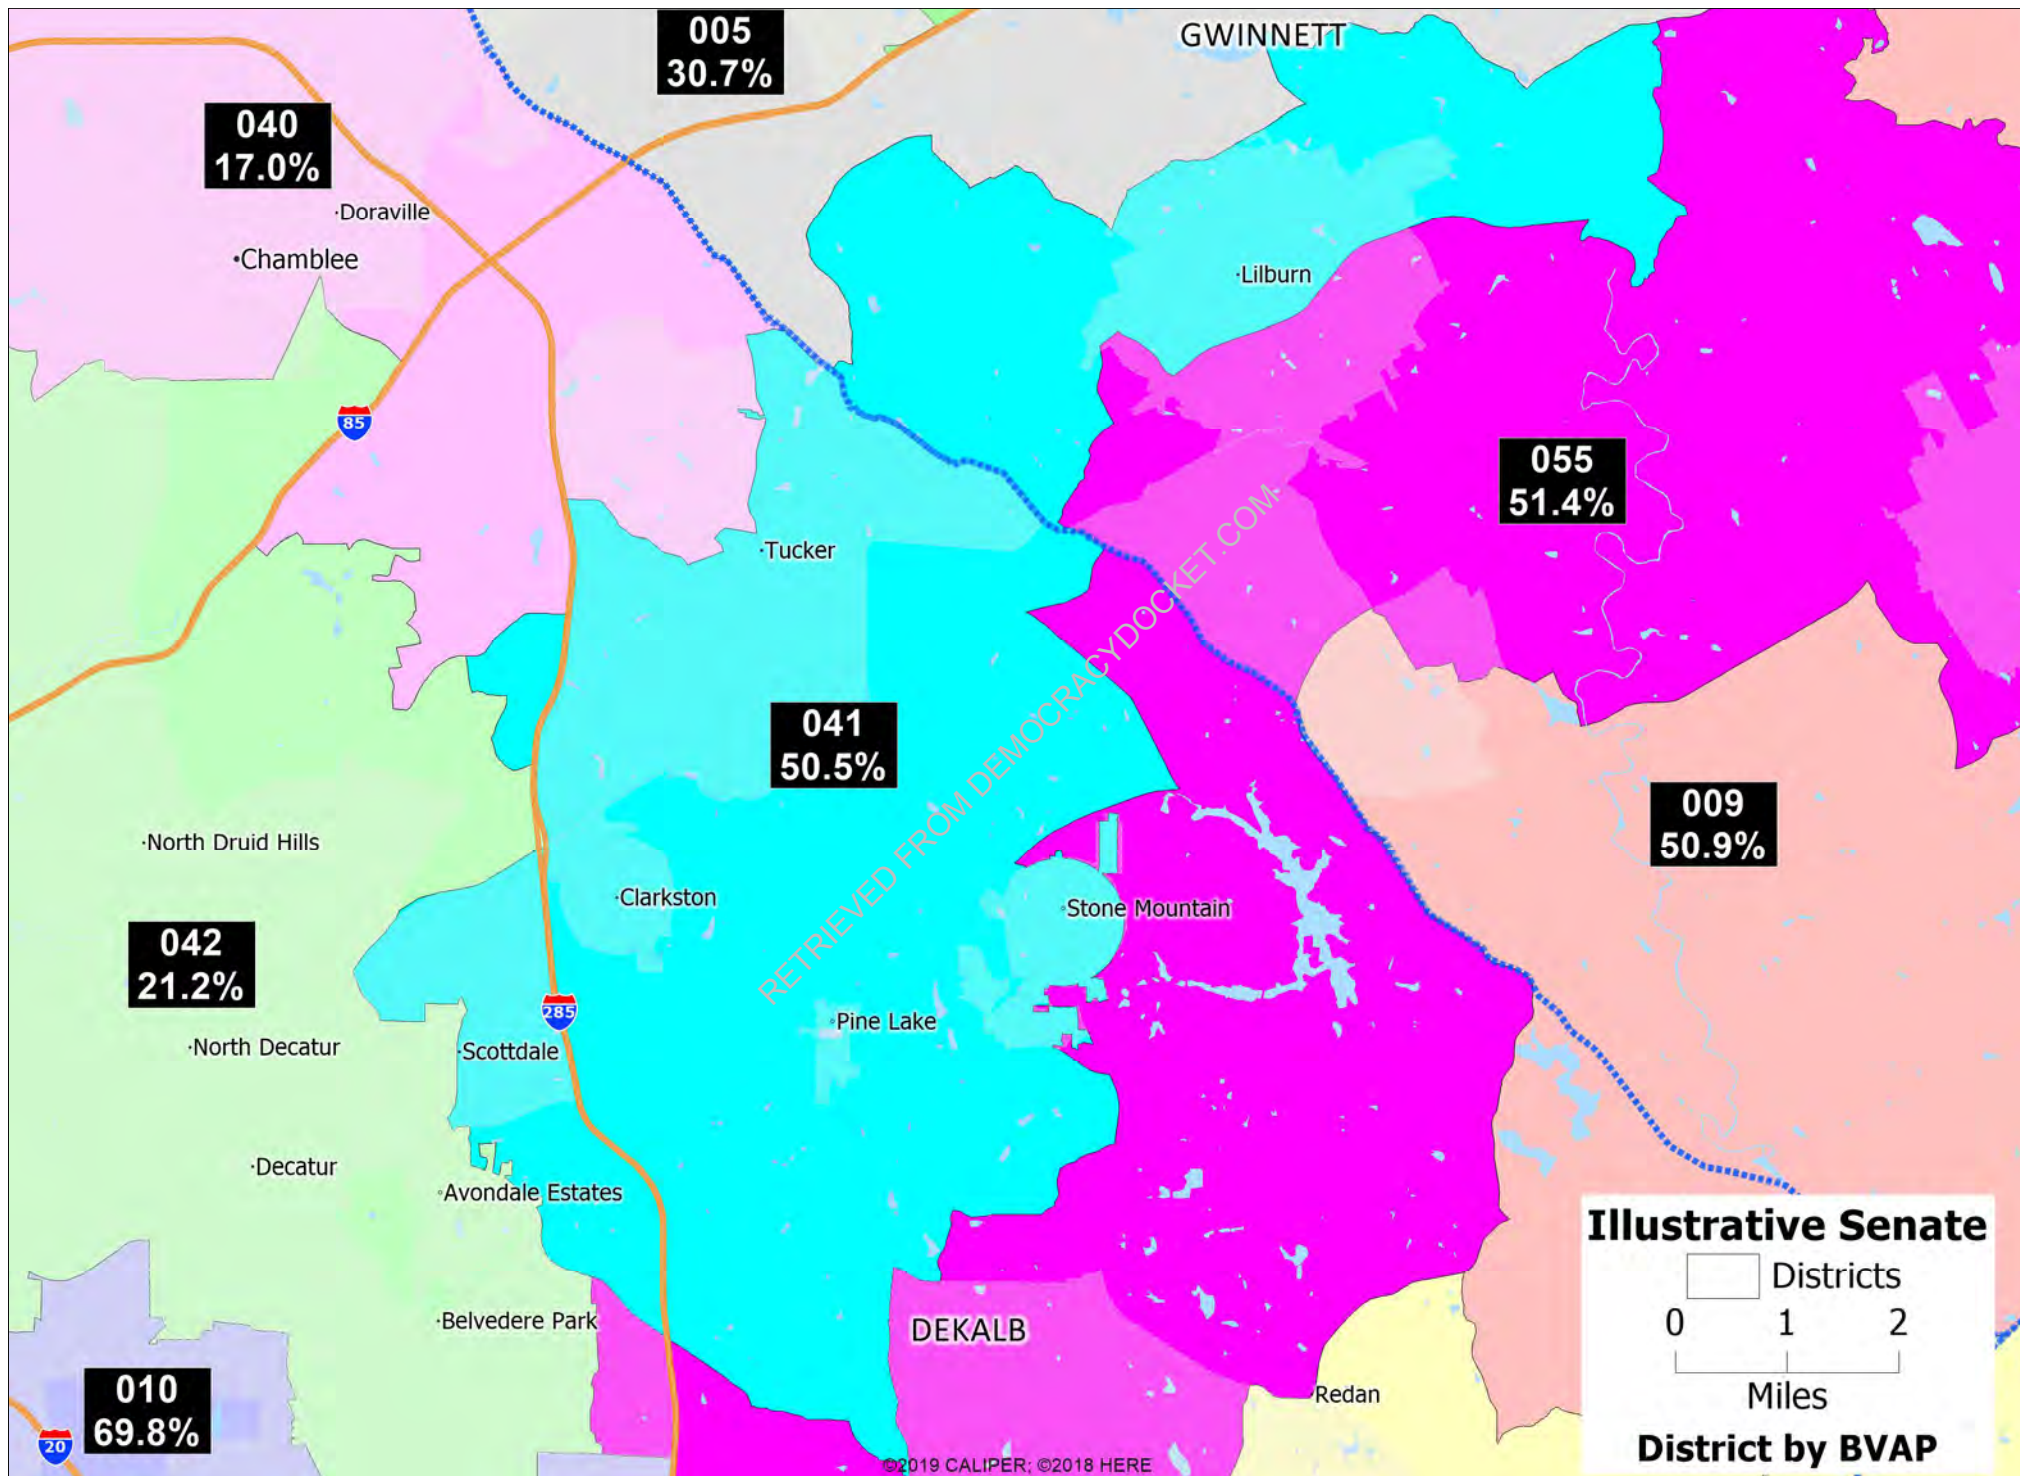 005
30.7%
GWINNETT
040
17.0%
Doraville
Chamblee
Lilburn
85
055
51.4%
Tucker
041
50.5%
009
50.9%
North Druid Hills
Clarkston
Stone Mountain
042
21.2%
285
Pine Lake
North Decatur
Scottdale
Decatur
Avondale Estates
Belvedere Park
DEKALB
Redan
010
69.8%
20
RETRIEVED FROM DEMOCRACYDOCKET.COM
Illustrative Senate
Districts
0 1 2
Miles
District by BVAP
©2019 CALIPER; ©2018 HERE